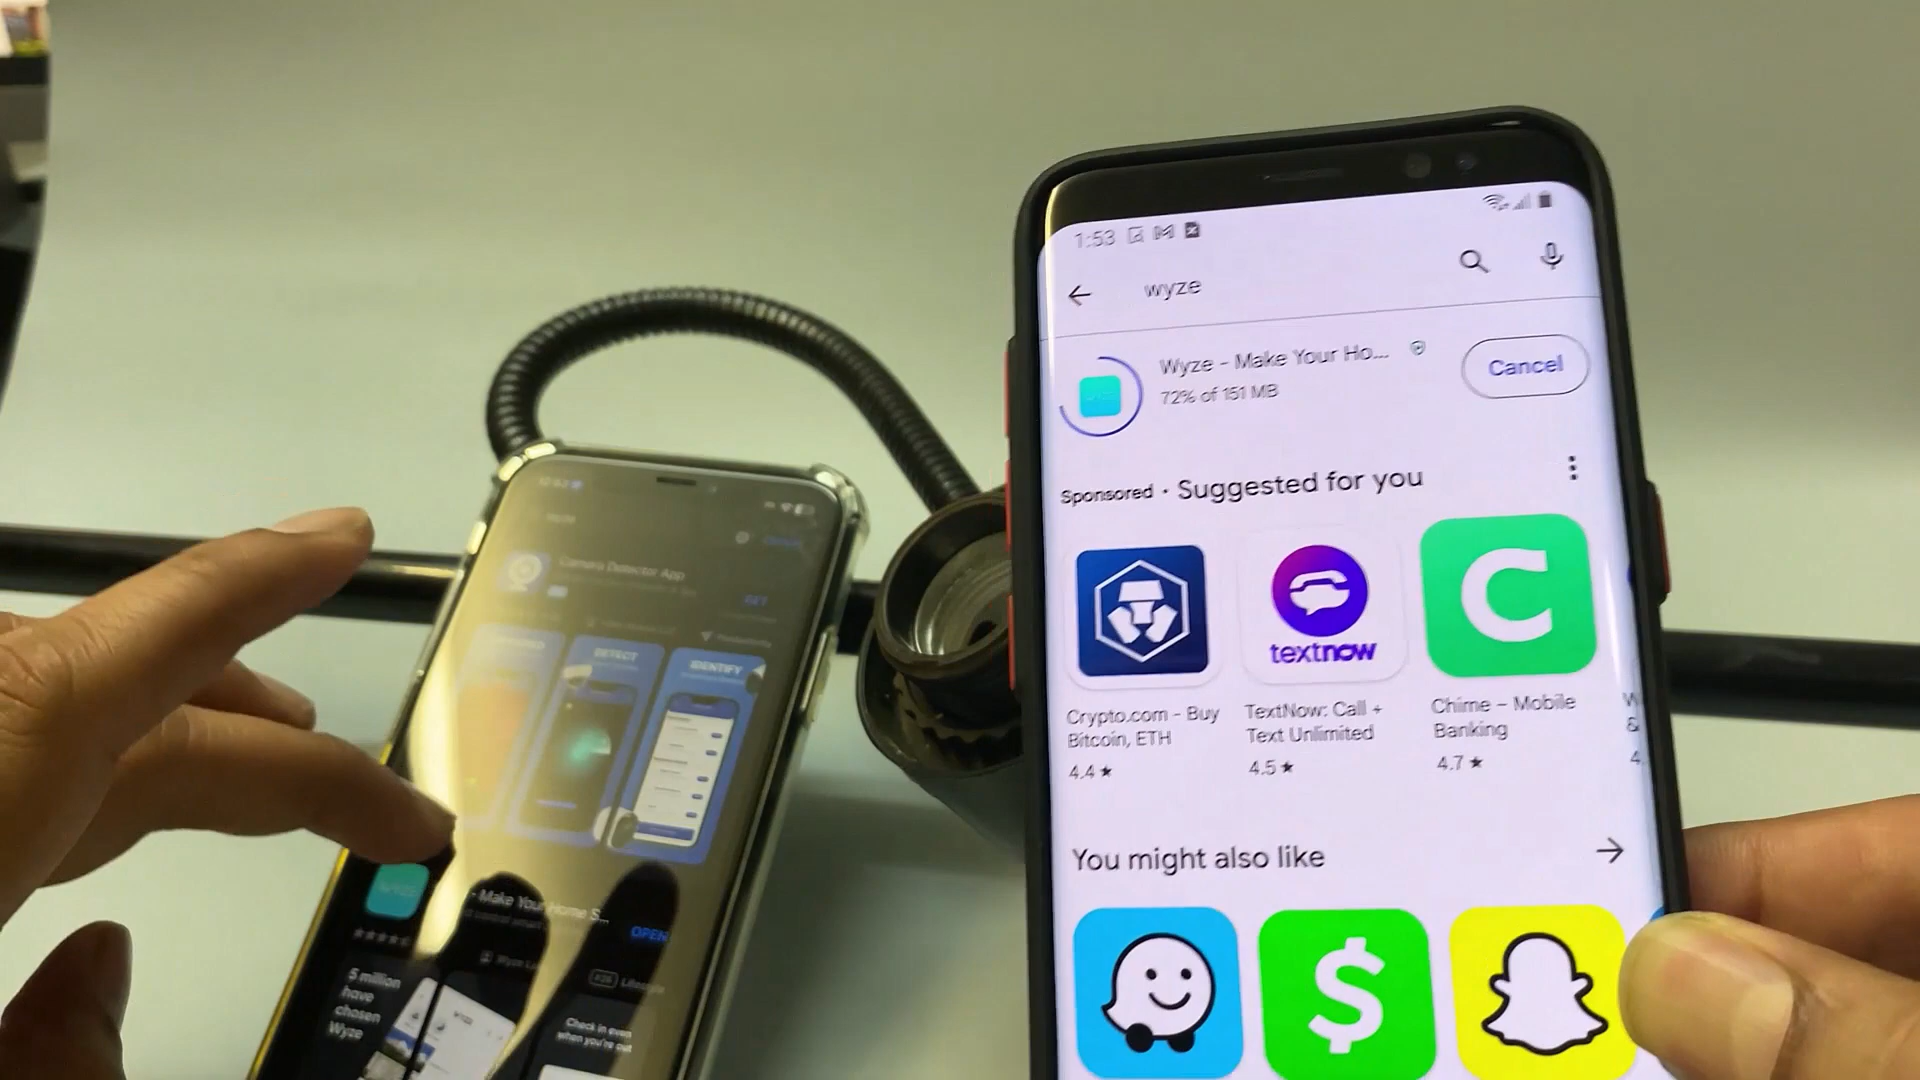 1:53
wyze
Wyze - Make Your Ho...
72% of 151 MB
Cancel
Sponsored · Suggested for you
textnow
Crypto.com - Buy
Bitcoin, ETH
4.4 ★
TextNow: Call +
Text Unlimited
4.5 ★
Chime – Mobile
Banking
4.7 ★
W
&
4.
You might also like
Camera Detector App
GET
DETECT
IDENTIFY
WYZE
- Make Your Home S...
OPEN
5 million
have
chosen
Wyze
Check in even
when you're out